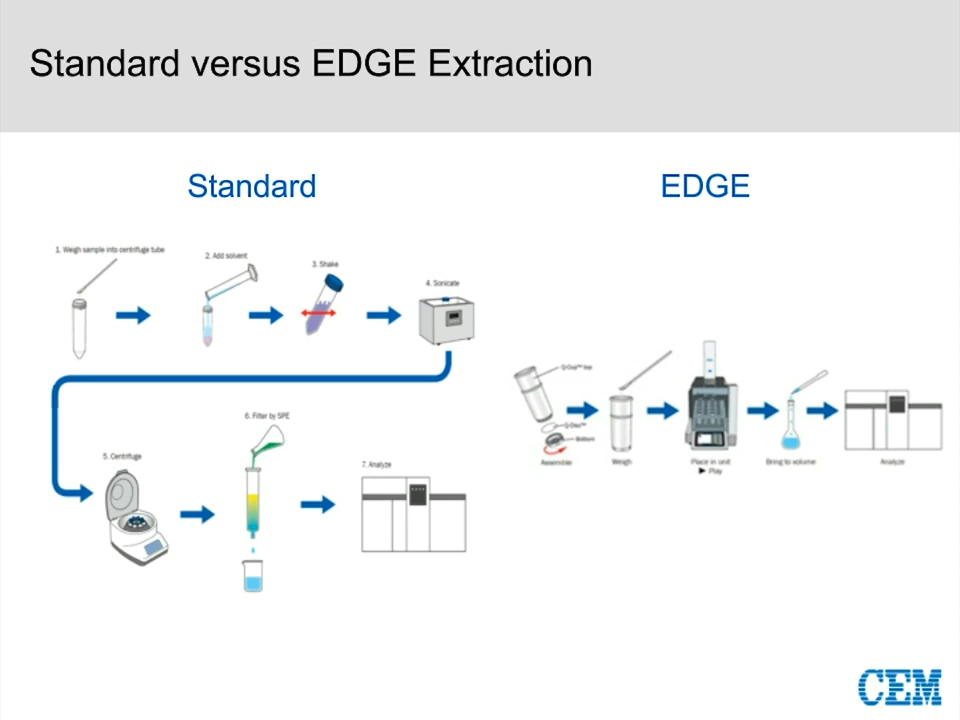 Standard versus EDGE Extraction
Standard
EDGE
1. Weigh sample into centrifuge tube
2. Add solvent
3. Shake
4. Sonicate
5. Centrifuge
6. Filter by SPE
7. Analyze
Q-Cup™ top
Q-Disc™
Bottom
Assemble
Weigh
Place in unit
► Play
Bring to volume
Analyze
CEM